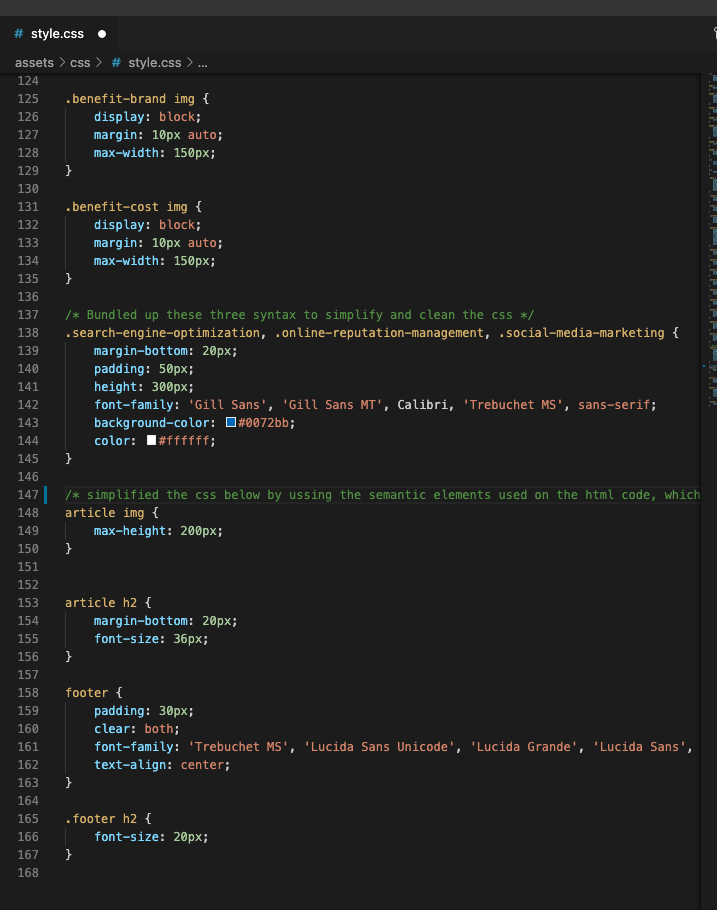 # style.css ●
assets > css > # style.css > ...
124
125 .benefit-brand img {
126     display: block;
127     margin: 10px auto;
128     max-width: 150px;
129 }
130
131 .benefit-cost img {
132     display: block;
133     margin: 10px auto;
134     max-width: 150px;
135 }
136
137 /* Bundled up these three syntax to simplify and clean the css */
138 .search-engine-optimization, .online-reputation-management, .social-media-marketing {
139     margin-bottom: 20px;
140     padding: 50px;
141     height: 300px;
142     font-family: 'Gill Sans', 'Gill Sans MT', Calibri, 'Trebuchet MS', sans-serif;
143     background-color: #0072bb;
144     color: #ffffff;
145 }
146
147 /* simplified the css below by ussing the semantic elements used on the html code, which
148 article img {
149     max-height: 200px;
150 }
151
152
153 article h2 {
154     margin-bottom: 20px;
155     font-size: 36px;
156 }
157
158 footer {
159     padding: 30px;
160     clear: both;
161     font-family: 'Trebuchet MS', 'Lucida Sans Unicode', 'Lucida Grande', 'Lucida Sans',
162     text-align: center;
163 }
164
165 .footer h2 {
166     font-size: 20px;
167 }
168